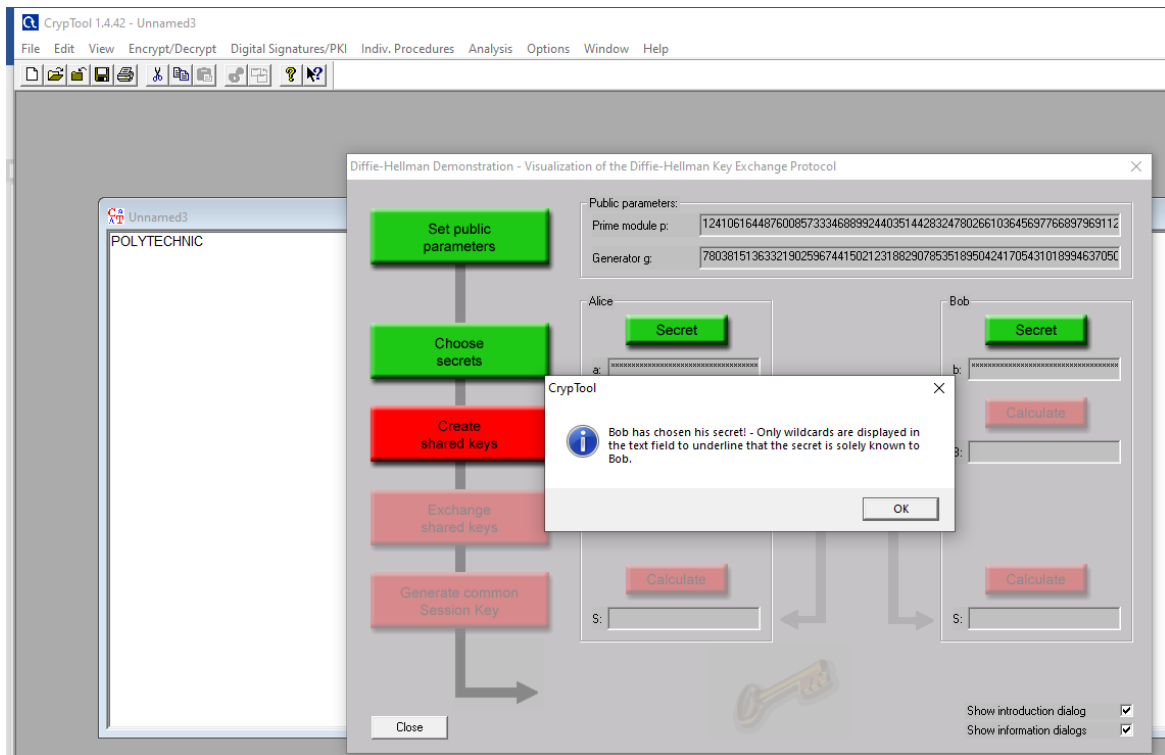 CrypTool 1.4.42 - Unnamed3
File Edit View Encrypt/Decrypt Digital Signatures/PKI Indiv. Procedures Analysis Options Window Help
Unnamed3
POLYTECHNIC
Diffie-Hellman Demonstration - Visualization of the Diffie-Hellman Key Exchange Protocol
Set public
parameters
Choose
secrets
Create
shared keys
Exchange
shared keys
Generate common
Session Key
Close
Public parameters:
Prime module p: 12410616448760085733346889924403514428324780266103645697766897969112
Generator g: 78038151363321902596744150212318829078535189504241705431018994637050
Alice
Secret
a: ************************************
Calculate
S:
Bob
Secret
b: ************************************
Calculate
B:
Calculate
S:
CrypTool
Bob has chosen his secret! - Only wildcards are displayed in
the text field to underline that the secret is solely known to
Bob.
OK
Show introduction dialog
Show information dialogs